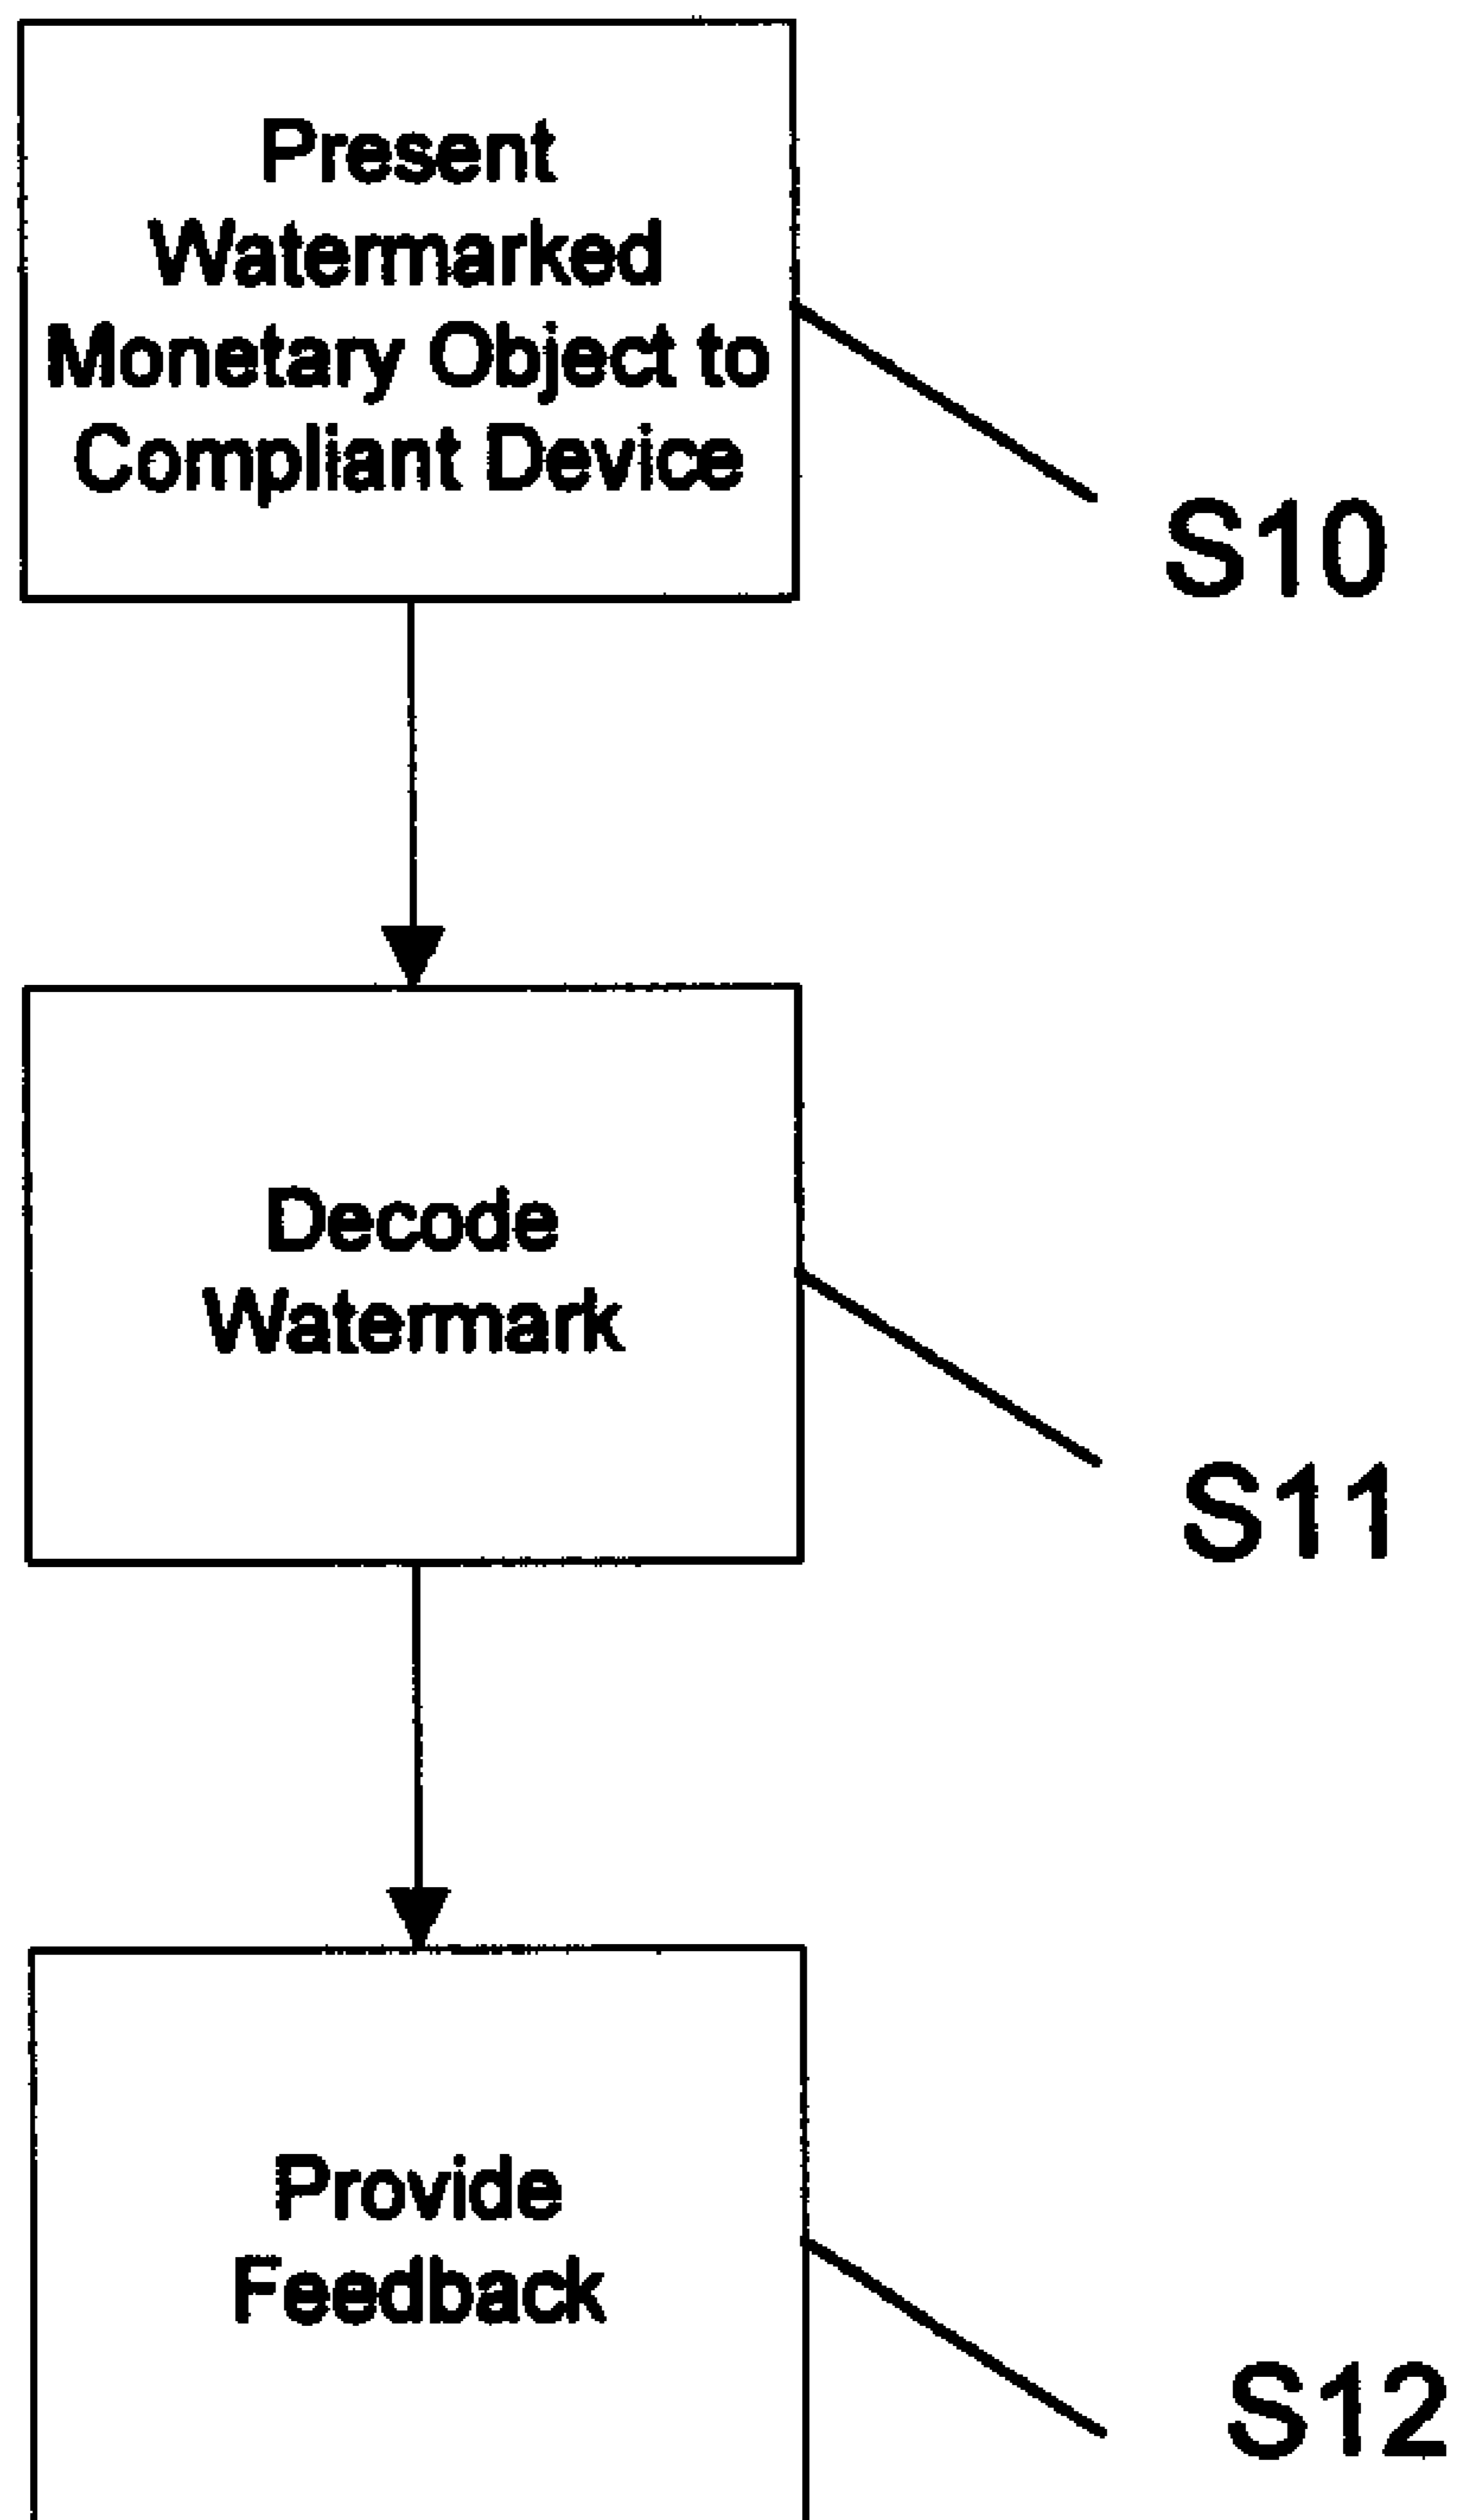 Present
Watermarked
Monetary Object to
Compliant Device
S10
Decode
Watermark
S11
Provide
Feedback
S12